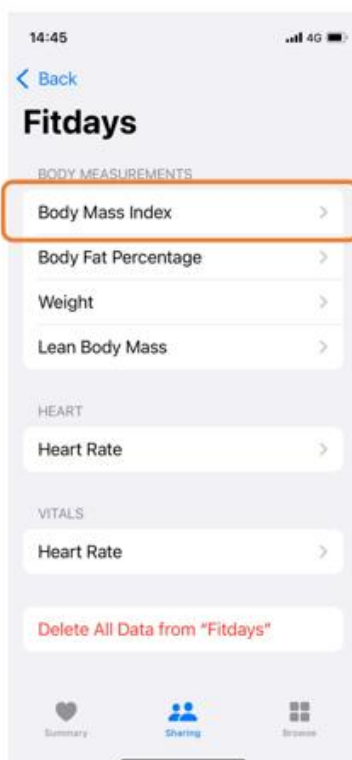 14:45
4G
Back
Fitdays
BODY MEASUREMENTS
Body Mass Index
Body Fat Percentage
Weight
Lean Body Mass
HEART
Heart Rate
VITALS
Heart Rate
Delete All Data from “Fitdays”
Summary
Sharing
Browse